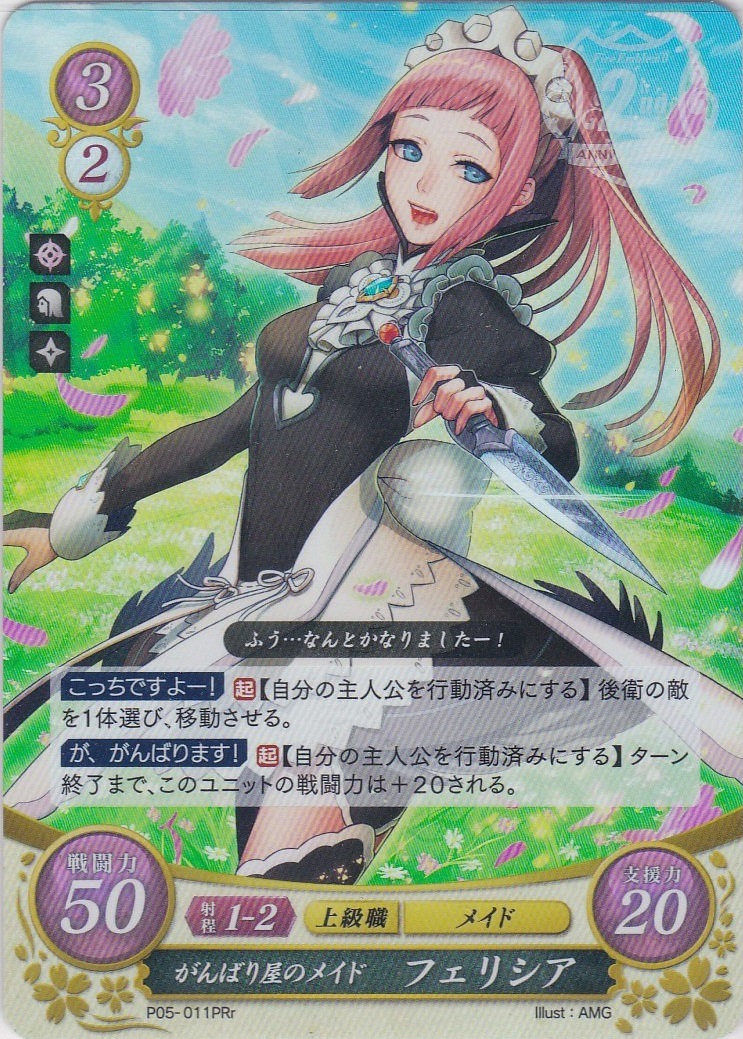 3
2
Fire Emblem 0
2nd
ANNI
ふう…なんとかなりましたー！
こっちですよー！ 起【自分の主人公を行動済みにする】後衛の敵
を1体選び、移動させる。
が、がんばります！ 起【自分の主人公を行動済みにする】ターン
終了まで、このユニットの戦闘力は＋20される。
戦闘力
50
射程 1-2
上級職
メイド
支援力
20
がんばり屋のメイド フェリシア
P05-011PRr
Illust：AMG